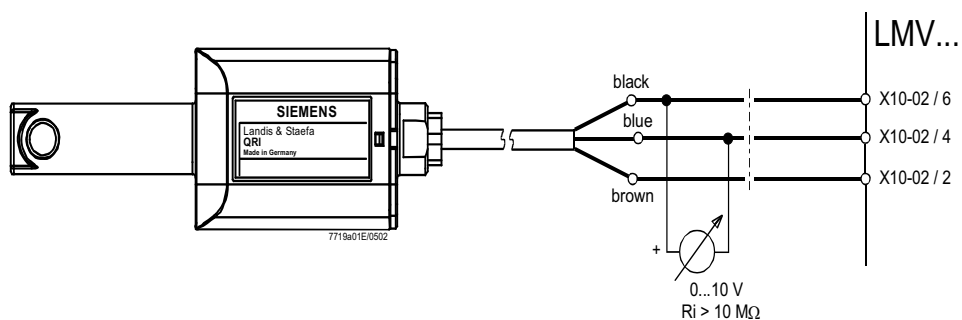 LMV...
black
X10-02 / 6
SIEMENS
blue
Landis & Staefa
QRI
Made in Germany
X10-02 / 4
X10-02 / 2
brown
7719a01E/0502
+
0...10 V
Ri > 10 MΩ